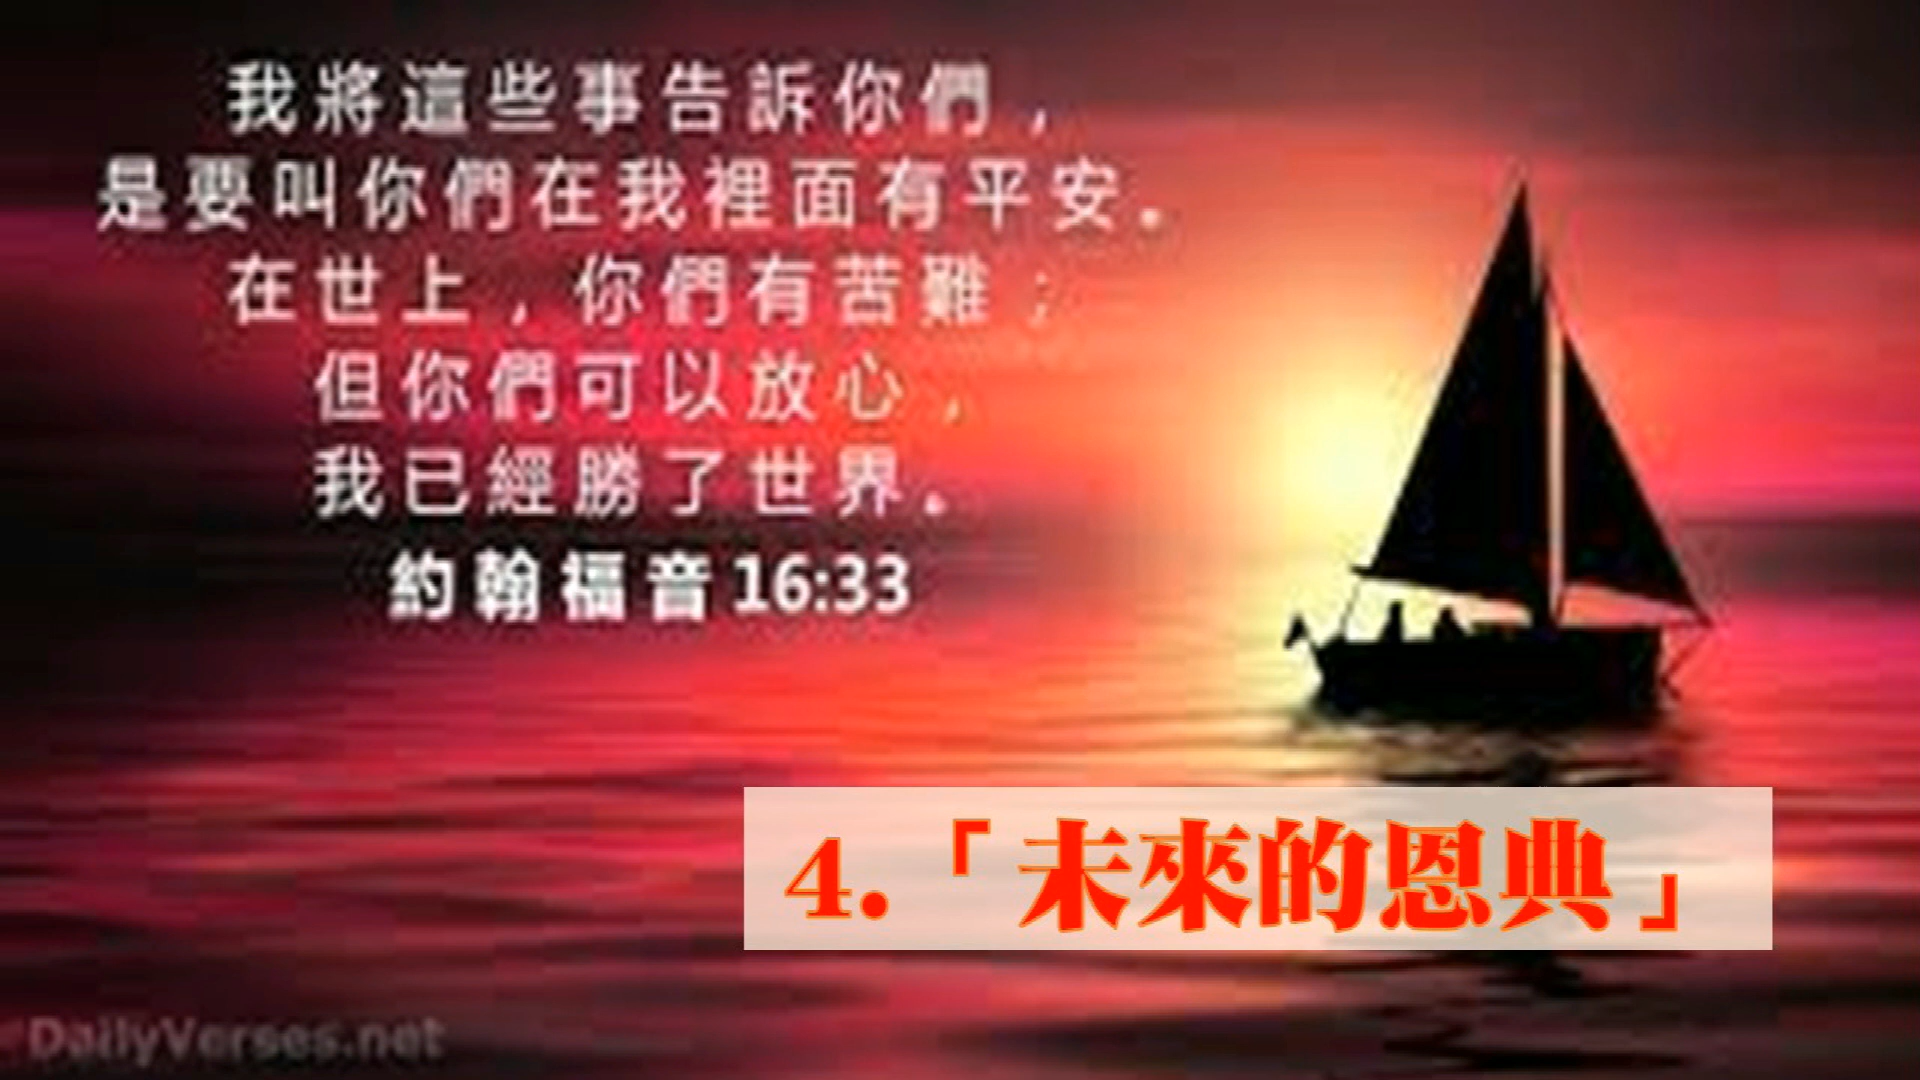 我將這些事告訴你們，
是要叫你們在我裡面有平安。
在世上，你們有苦難；
但你們可以放心，
我已經勝了世界。
約翰福音16:33
4.「未來的恩典」
DailyVerses.net